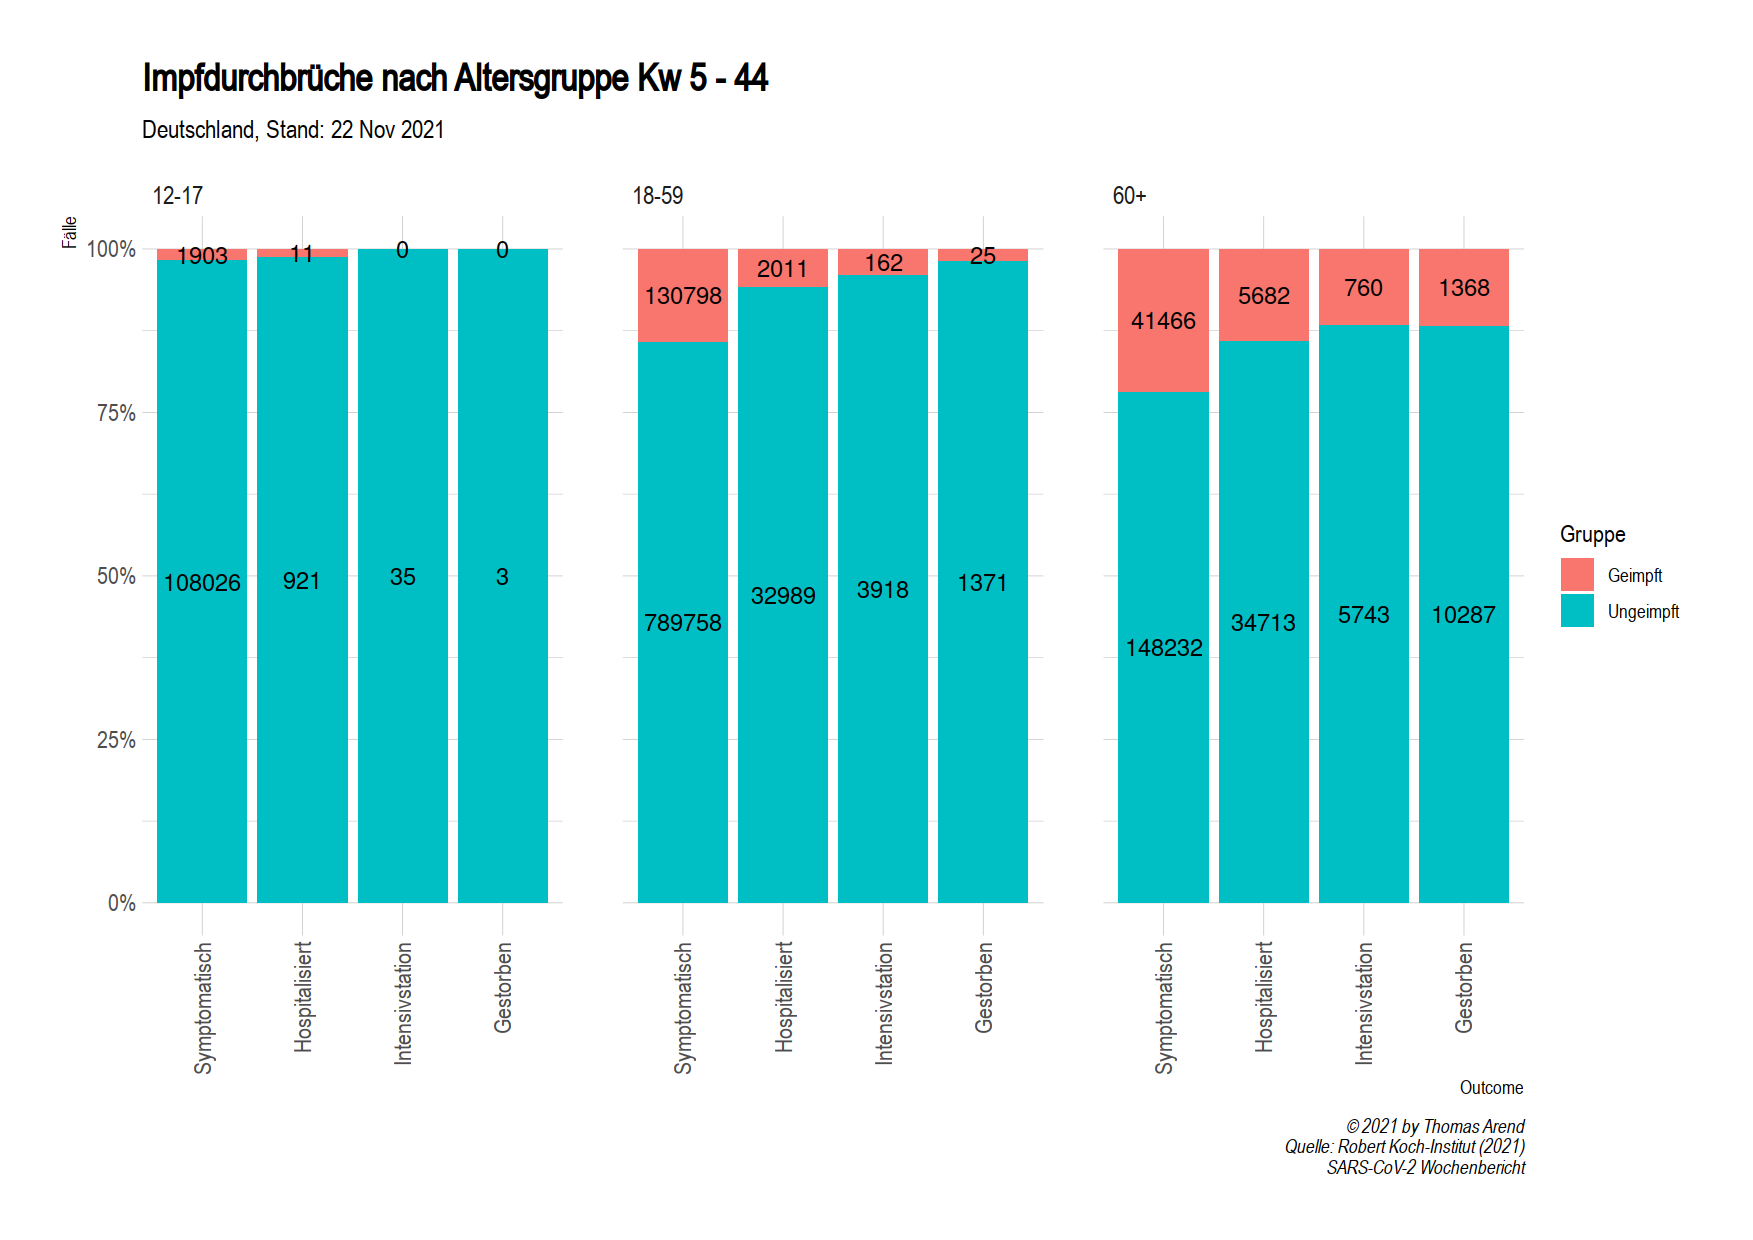 Impfdurchbrüche nach Altersgruppe Kw 5 - 44
Deutschland, Stand: 22 Nov 2021
12-17
18-59
60+
Fälle
100%
75%
50%
25%
0%
1903
11
0
0
108026
921
35
3
130798
2011
162
25
789758
32989
3918
1371
41466
5682
760
1368
148232
34713
5743
10287
Symptomatisch
Hospitalisiert
Intensivstation
Gestorben
Symptomatisch
Hospitalisiert
Intensivstation
Gestorben
Symptomatisch
Hospitalisiert
Intensivstation
Gestorben
Outcome
Gruppe
Geimpft
Ungeimpft
© 2021 by Thomas Arend
Quelle: Robert Koch-Institut (2021)
SARS-CoV-2 Wochenbericht